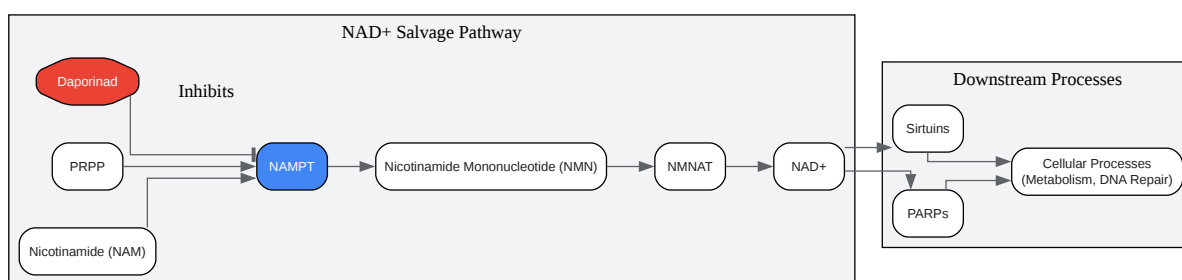 NAD+ Salvage Pathway
Daporinad
Inhibits
PRPP
NAMPT
Nicotinamide Mononucleotide (NMN)
NMNAT
NAD+
Nicotinamide (NAM)
Downstream Processes
Sirtuins
Cellular Processes
(Metabolism, DNA Repair)
PARPs